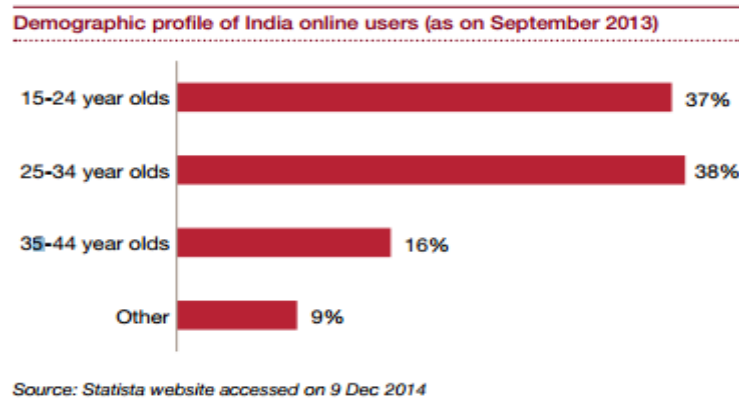 Demographic profile of India online users (as on September 2013)
15-24 year olds 37%
25-34 year olds 38%
35-44 year olds 16%
Other 9%
Source: Statista website accessed on 9 Dec 2014